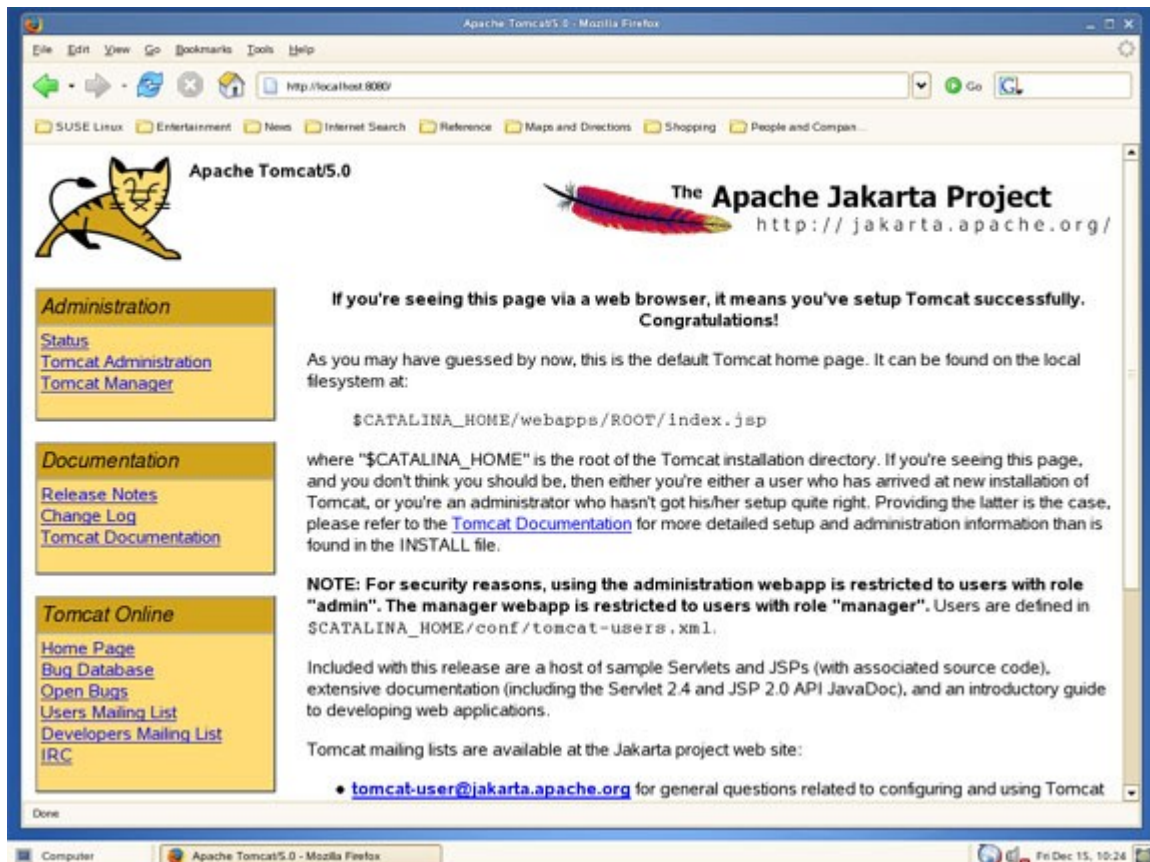 Apache Tomcat/5.0 - Mozilla Firefox
File Edit View Go Bookmarks Tools Help
http://localhost:8080/
Go
G
SUSE Linux Entertainment News Internet Search Reference Maps and Directions Shopping People and Compan...
Apache Tomcat/5.0
The Apache Jakarta Project
http://jakarta.apache.org/
Administration
Status
Tomcat Administration
Tomcat Manager
Documentation
Release Notes
Change Log
Tomcat Documentation
Tomcat Online
Home Page
Bug Database
Open Bugs
Users Mailing List
Developers Mailing List
IRC
If you're seeing this page via a web browser, it means you've setup Tomcat successfully.
Congratulations!
As you may have guessed by now, this is the default Tomcat home page. It can be found on the local
filesystem at:
$CATALINA_HOME/webapps/ROOT/index.jsp
where "$CATALINA_HOME" is the root of the Tomcat installation directory. If you're seeing this page,
and you don't think you should be, then either you're either a user who has arrived at new installation of
Tomcat, or you're an administrator who hasn't got his/her setup quite right. Providing the latter is the case,
please refer to the Tomcat Documentation for more detailed setup and administration information than is
found in the INSTALL file.
NOTE: For security reasons, using the administration webapp is restricted to users with role
"admin". The manager webapp is restricted to users with role "manager". Users are defined in
$CATALINA_HOME/conf/tomcat-users.xml.
Included with this release are a host of sample Servlets and JSPs (with associated source code),
extensive documentation (including the Servlet 2.4 and JSP 2.0 API JavaDoc), and an introductory guide
to developing web applications.
Tomcat mailing lists are available at the Jakarta project web site:
• tomcat-user@jakarta.apache.org for general questions related to configuring and using Tomcat
Done
Computer Apache Tomcat/5.0 - Mozilla Firefox Fri Dec 15, 10:24